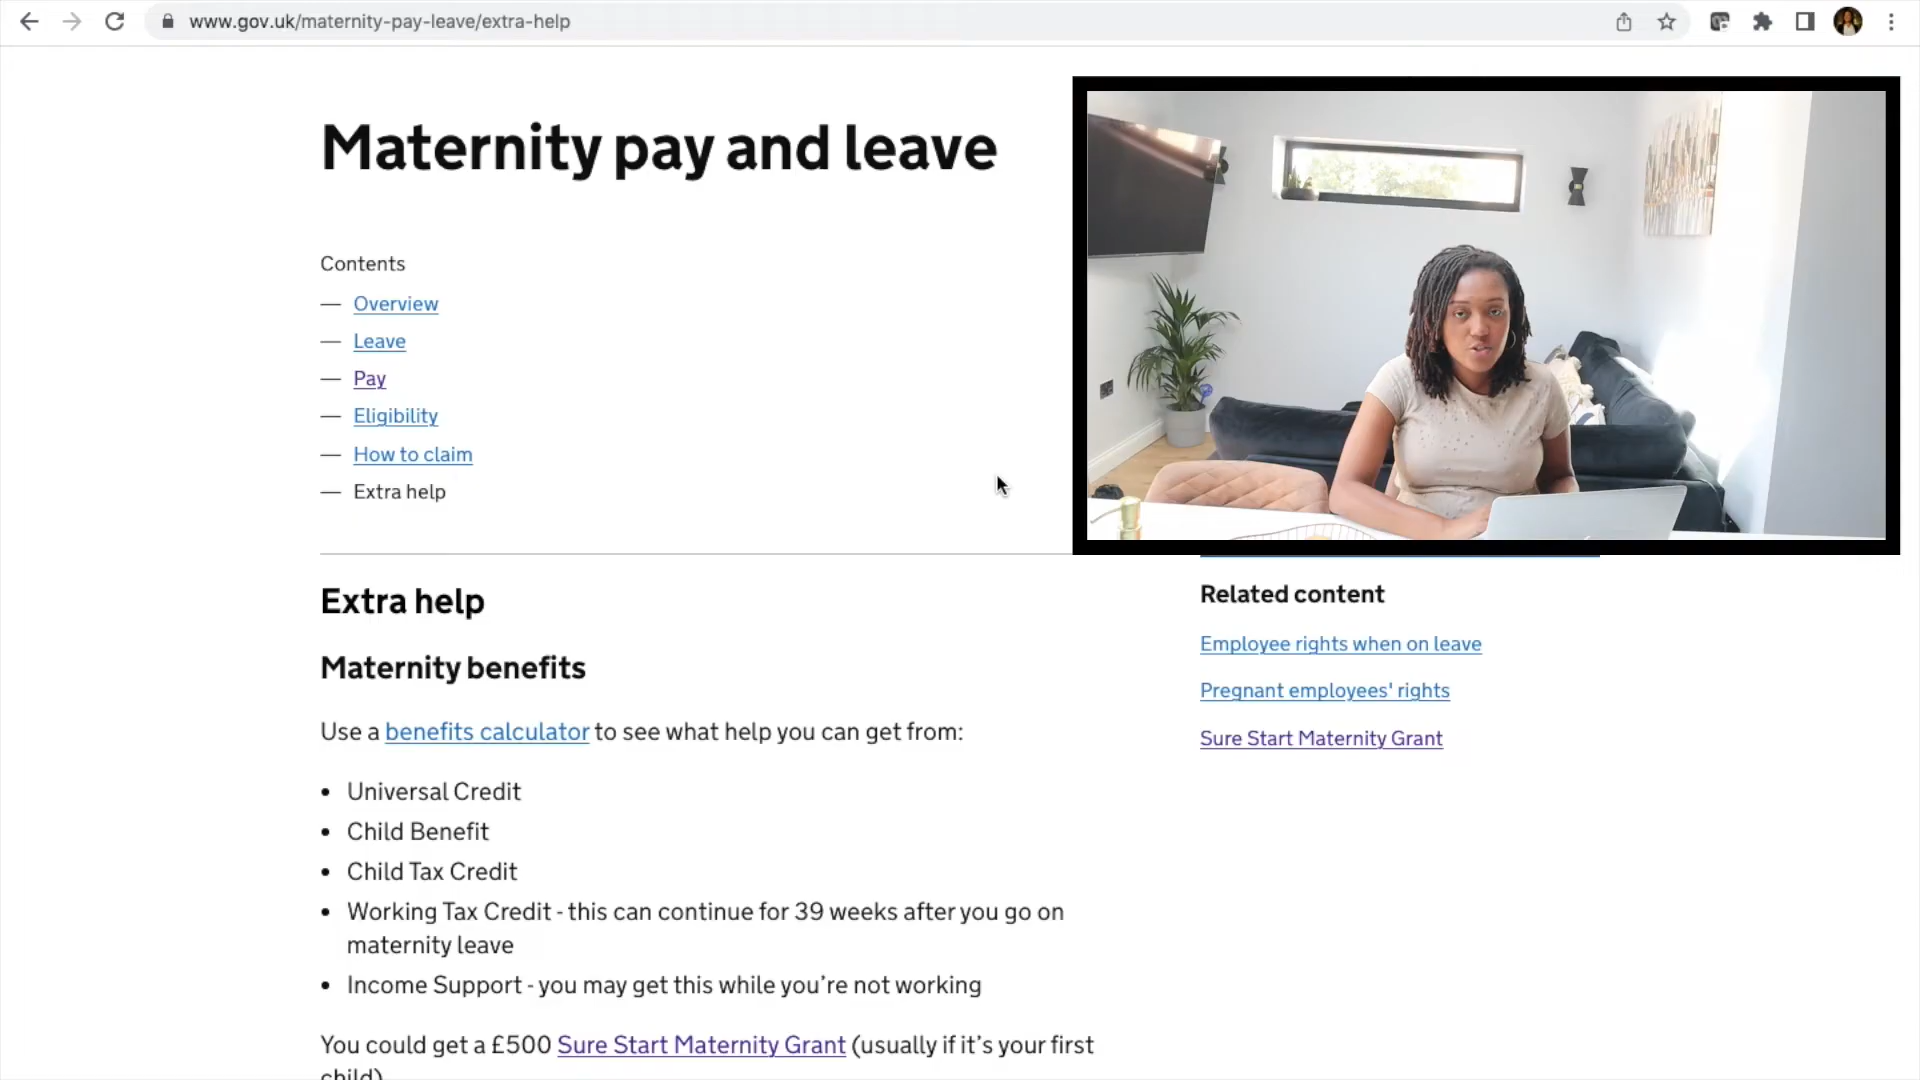 www.gov.uk/maternity-pay-leave/extra-help
Maternity pay and leave
Contents
— Overview
— Leave
— Pay
— Eligibility
— How to claim
— Extra help
Extra help
Maternity benefits
Use a benefits calculator to see what help you can get from:
• Universal Credit
• Child Benefit
• Child Tax Credit
• Working Tax Credit - this can continue for 39 weeks after you go on
maternity leave
• Income Support - you may get this while you’re not working
You could get a £500 Sure Start Maternity Grant (usually if it’s your first
child)
Related content
Employee rights when on leave
Pregnant employees' rights
Sure Start Maternity Grant